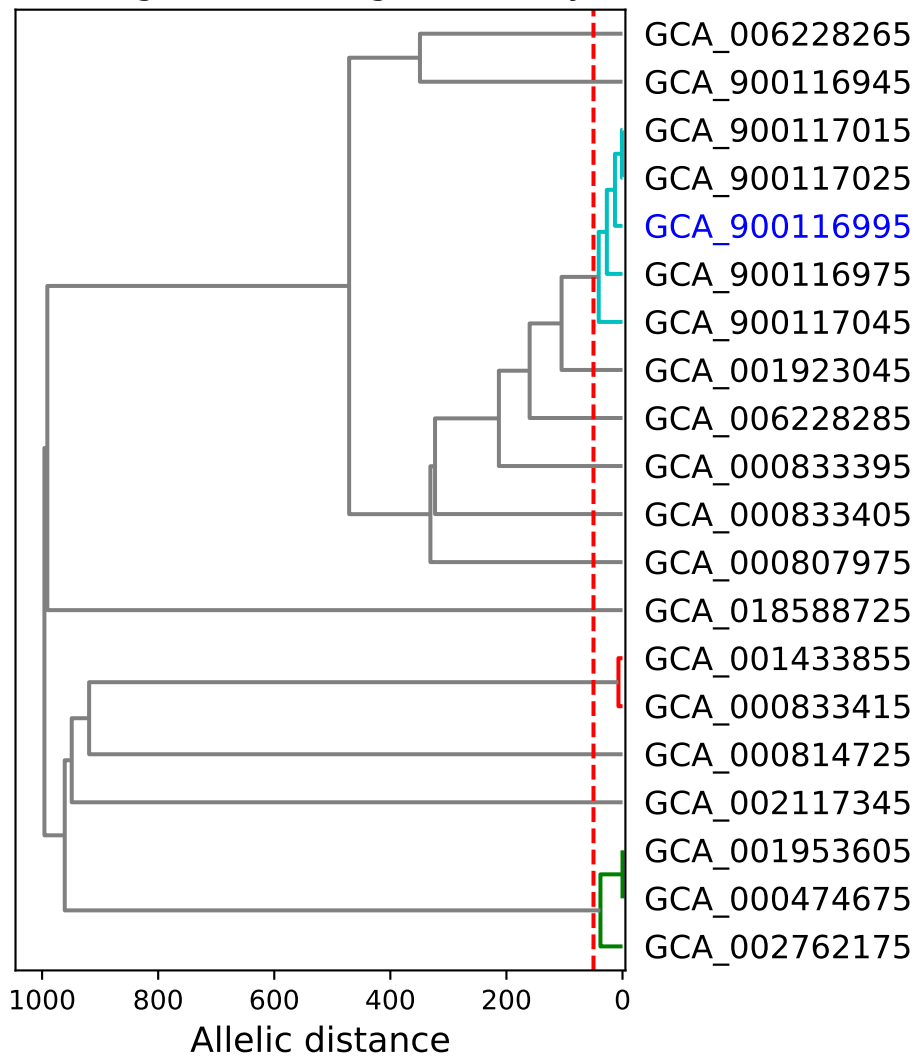 GCA_006228265
GCA_900116945
GCA_900117015
GCA_900117025
GCA_900116995
GCA_900116975
GCA_900117045
GCA_001923045
GCA_006228285
GCA_000833395
GCA_000833405
GCA_000807975
GCA_018588725
GCA_001433855
GCA_000833415
GCA_000814725
GCA_002117345
GCA_001953605
GCA_000474675
GCA_002762175
1000 800 600 400 200 0
Allelic distance